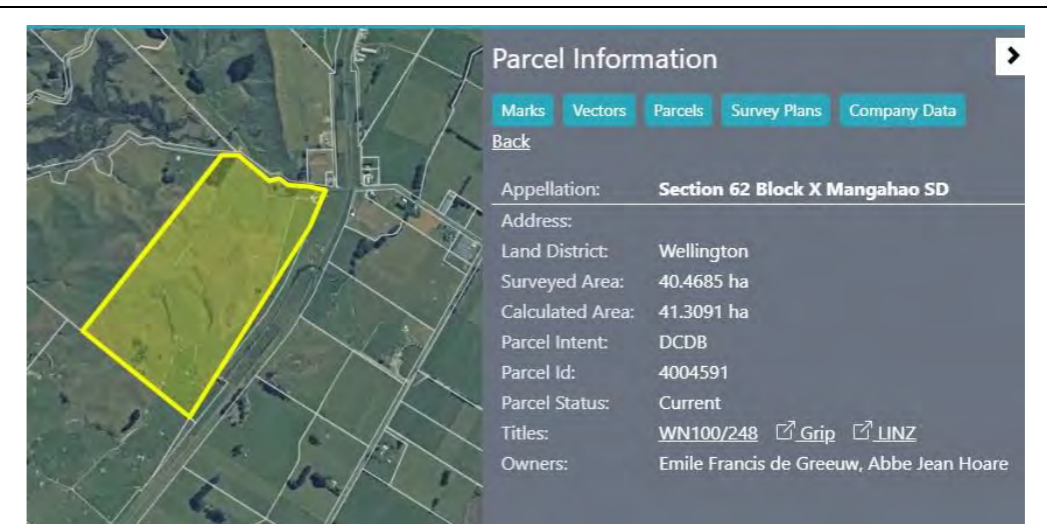 Parcel Information
Marks Vectors Parcels Survey Plans Company Data
Back
Appellation: Section 62 Block X Mangahao SD
Address:
Land District: Wellington
Surveyed Area: 40.4685 ha
Calculated Area: 41.3091 ha
Parcel Intent: DCDB
Parcel Id: 4004591
Parcel Status: Current
Titles: WN100/248 Grip LINZ
Owners: Emile Francis de Greeuw, Abbe Jean Hoare